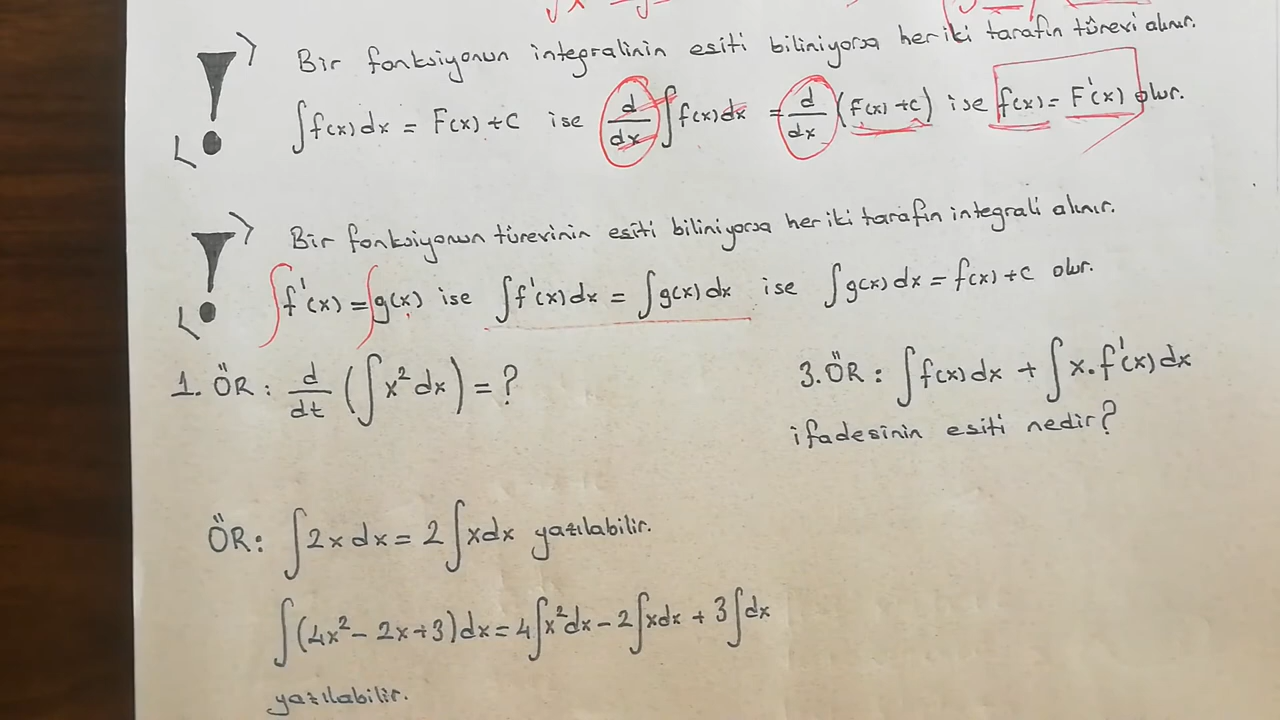 Bir fonksiyonun integralinin esiti biliniyorsa her iki tarafın türevi alınır.
∫f(x)dx = F(x)+c ise d/dx ∫f(x)dx = d/dx (F(x)+c) ise f(x) = F'(x) olur.
Bir fonksiyonun türevinin esiti biliniyorsa her iki tarafın integrali alınır.
∫f'(x) = ∫g(x) ise ∫f'(x)dx = ∫g(x)dx ise ∫g(x)dx = f(x)+c olur.
1. ÖR: d/dt (∫x²dx) = ?
3. ÖR: ∫f(x)dx + ∫x.f'(x)dx
ifadesinin esiti nedir?
ÖR: ∫2xdx = 2∫xdx yazılabilir.
∫(4x² - 2x+3)dx = 4∫x²dx - 2∫xdx + 3∫dx
yazılabilir.